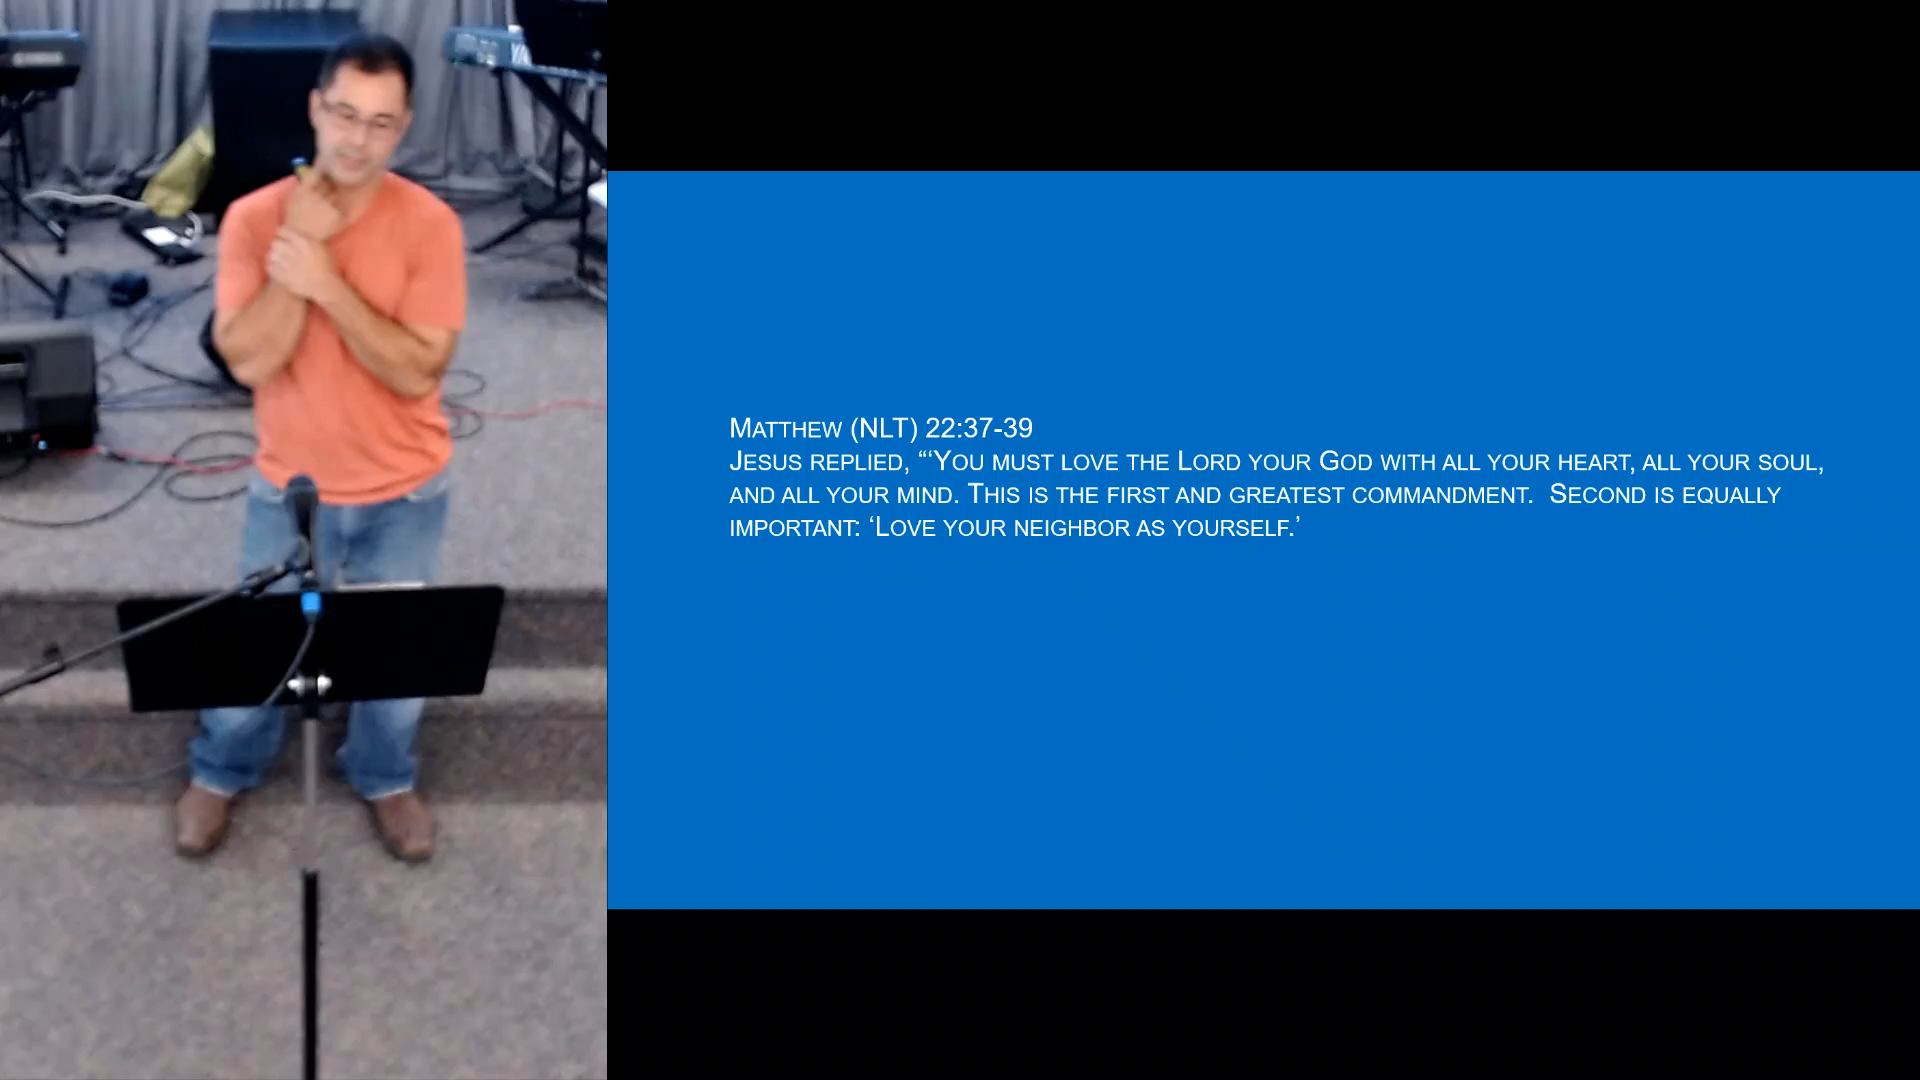 Matthew (NLT) 22:37-39
Jesus replied, “‘You must love the Lord your God with all your heart, all your soul,
and all your mind. This is the first and greatest commandment.  Second is equally
important: ‘Love your neighbor as yourself.’